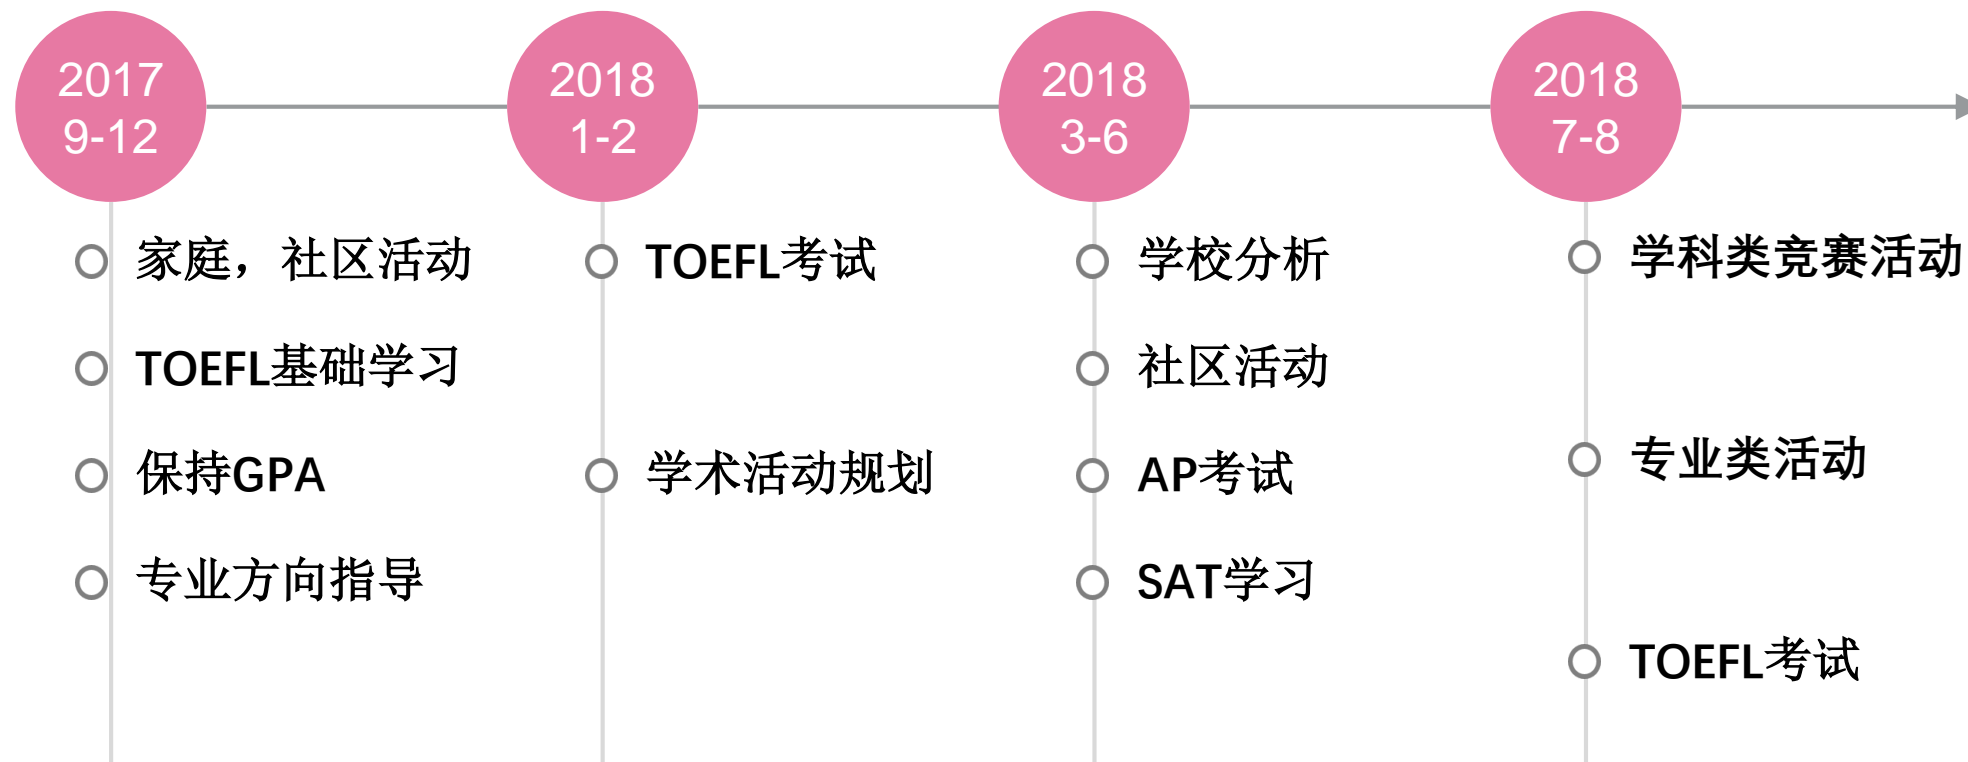 2017
9-12
2018
1-2
2018
3-6
2018
7-8
家庭，社区活动
TOEFL基础学习
保持GPA
专业方向指导
TOEFL考试
学术活动规划
学校分析
社区活动
AP考试
SAT学习
学科类竞赛活动
专业类活动
TOEFL考试